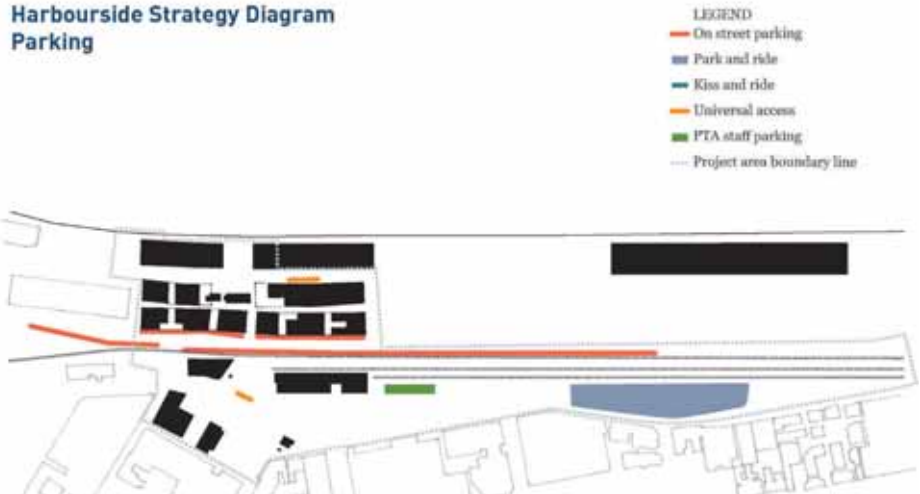 Harbourside Strategy Diagram
Parking
LEGEND
On street parking
Park and ride
Kiss and ride
Universal access
PTA staff parking
Project area boundary line